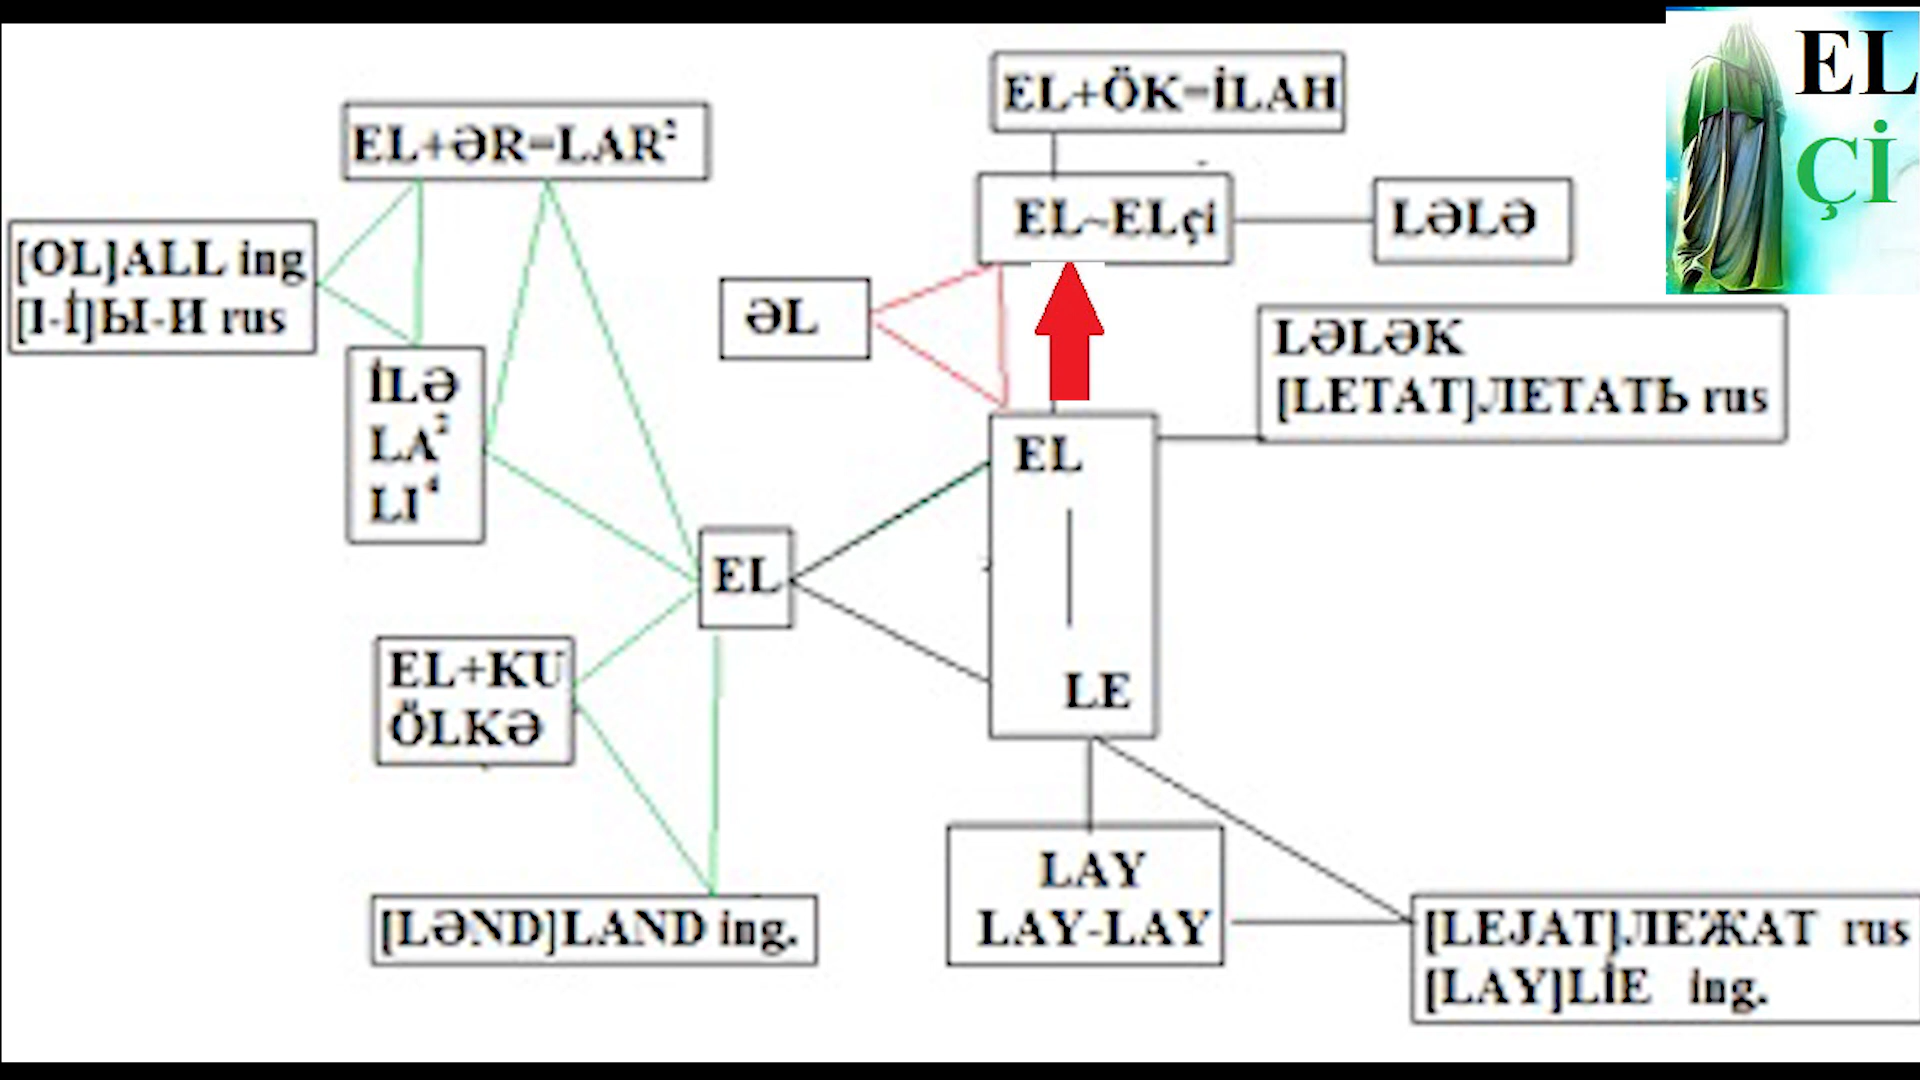 EL+ÖK=İLAH
EL
Çİ
EL+ƏR=LAR²
EL~ELçi
LƏLƏ
[OL]ALL ing
[I-İ]Ы-И rus
ƏL
LƏLƏK
[LETAT]ЛЕТАТЬ rus
İLƏ
LA²
LI⁴
EL
EL
LE
EL+KU
ÖLKƏ
LAY
LAY-LAY
[LƏND]LAND ing.
[LEJAT]ЛЕЖАТ rus
[LAY]LİE ing.